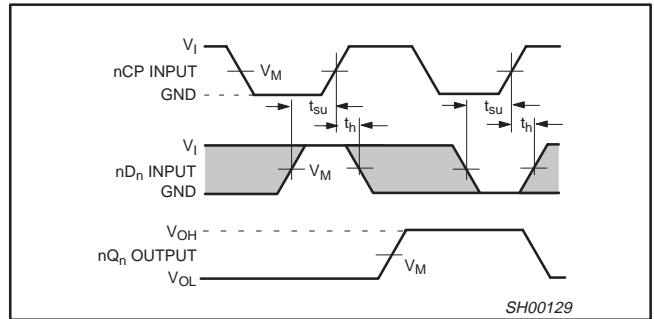 V_I
nCP INPUT
V_M
GND
t_su
t_su
t_h
t_h
V_I
nD_n INPUT
V_M
GND
V_OH
nQ_n OUTPUT
V_M
V_OL
SH00129